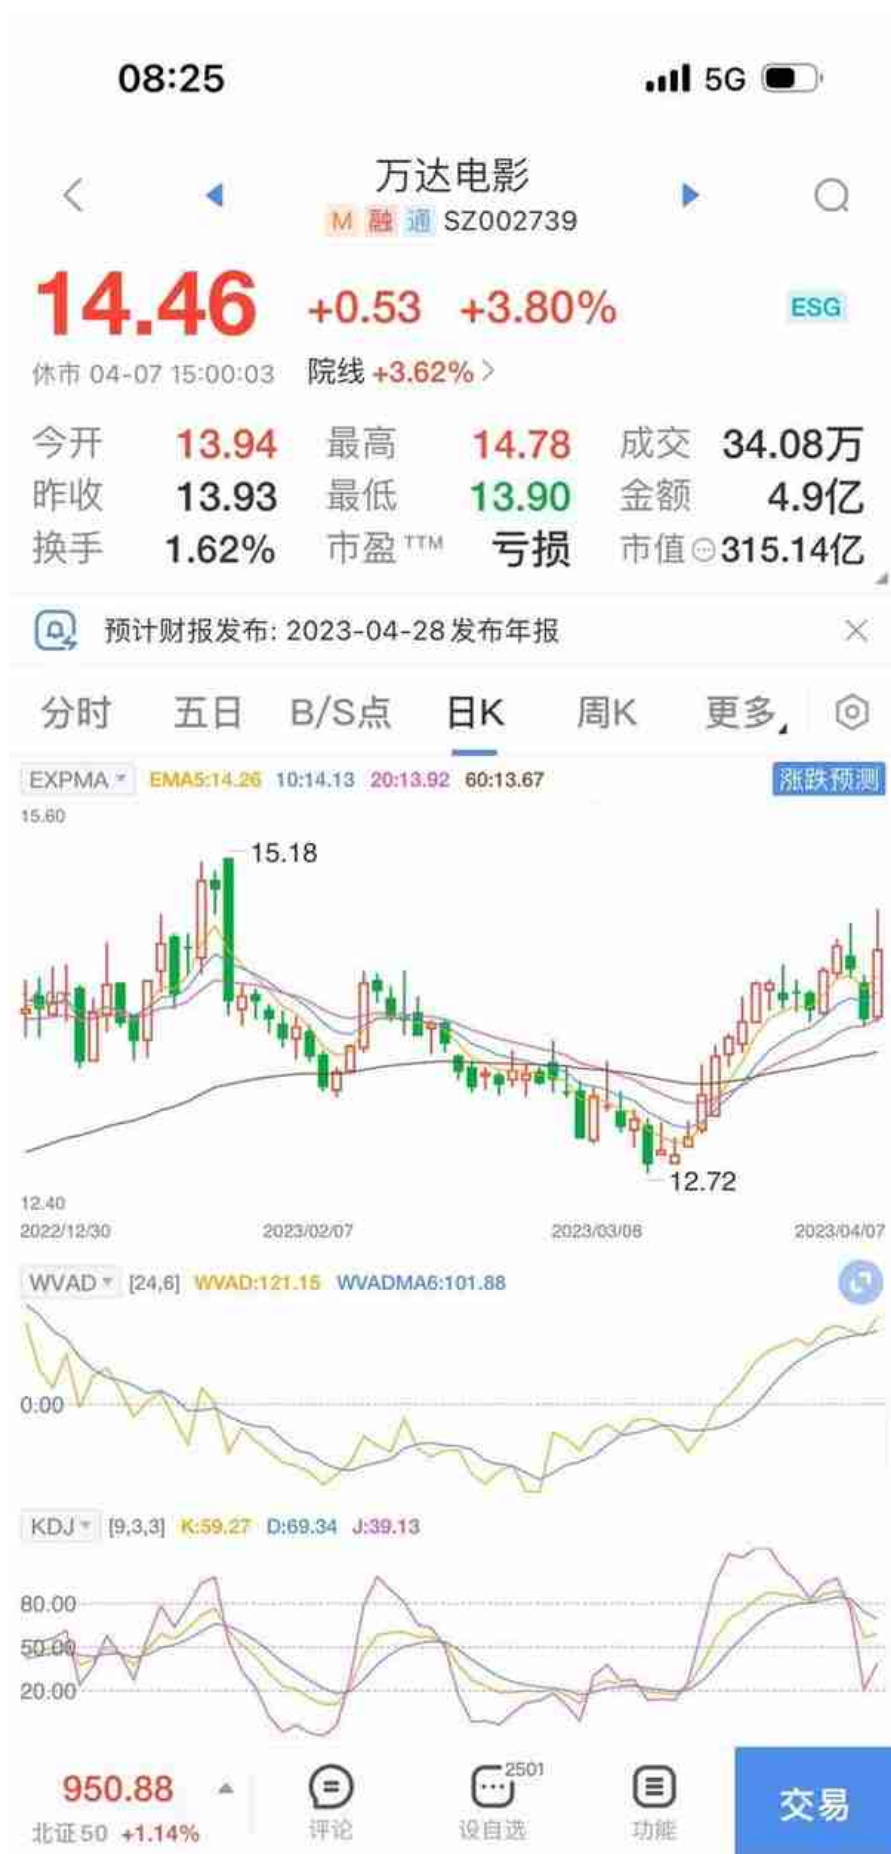 08:25 5G
万达电影
M 融 通 SZ002739
14.46 +0.53 +3.80% ESG
休市 04-07 15:00:03 院线 +3.62%
今开 13.94 最高 14.78 成交 34.08万
昨收 13.93 最低 13.90 金额 4.9亿
换手 1.62% 市盈TTM 亏损 市值 315.14亿
预计财报发布: 2023-04-28发布年报
分时 五日 B/S点 日K 周K 更多
EXPMA EMA5:14.26 10:14.13 20:13.92 60:13.67 涨跌预测
15.60
15.18
12.72
12.40
2022/12/30 2023/02/07 2023/03/08 2023/04/07
WVAD [24,6] WVAD:121.15 WVADMA6:101.88
0.00
KDJ [9,3,3] K:59.27 D:69.34 J:39.13
80.00
50.00
20.00
950.88 2501
北证50 +1.14% 评论 设自选 功能 交易